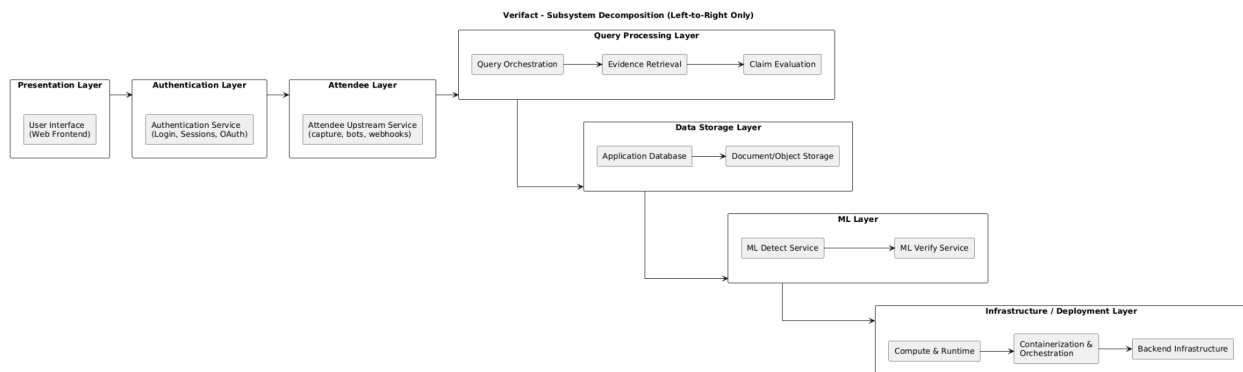 Verifact - Subsystem Decomposition (Left-to-Right Only)
Presentation Layer
User Interface
(Web Frontend)
Authentication Layer
Authentication Service
(Login, Sessions, OAuth)
Attendee Layer
Attendee Upstream Service
(capture, bots, webhooks)
Query Processing Layer
Query Orchestration
Evidence Retrieval
Claim Evaluation
Data Storage Layer
Application Database
Document/Object Storage
ML Layer
ML Detect Service
ML Verify Service
Infrastructure / Deployment Layer
Compute & Runtime
Containerization &
Orchestration
Backend Infrastructure